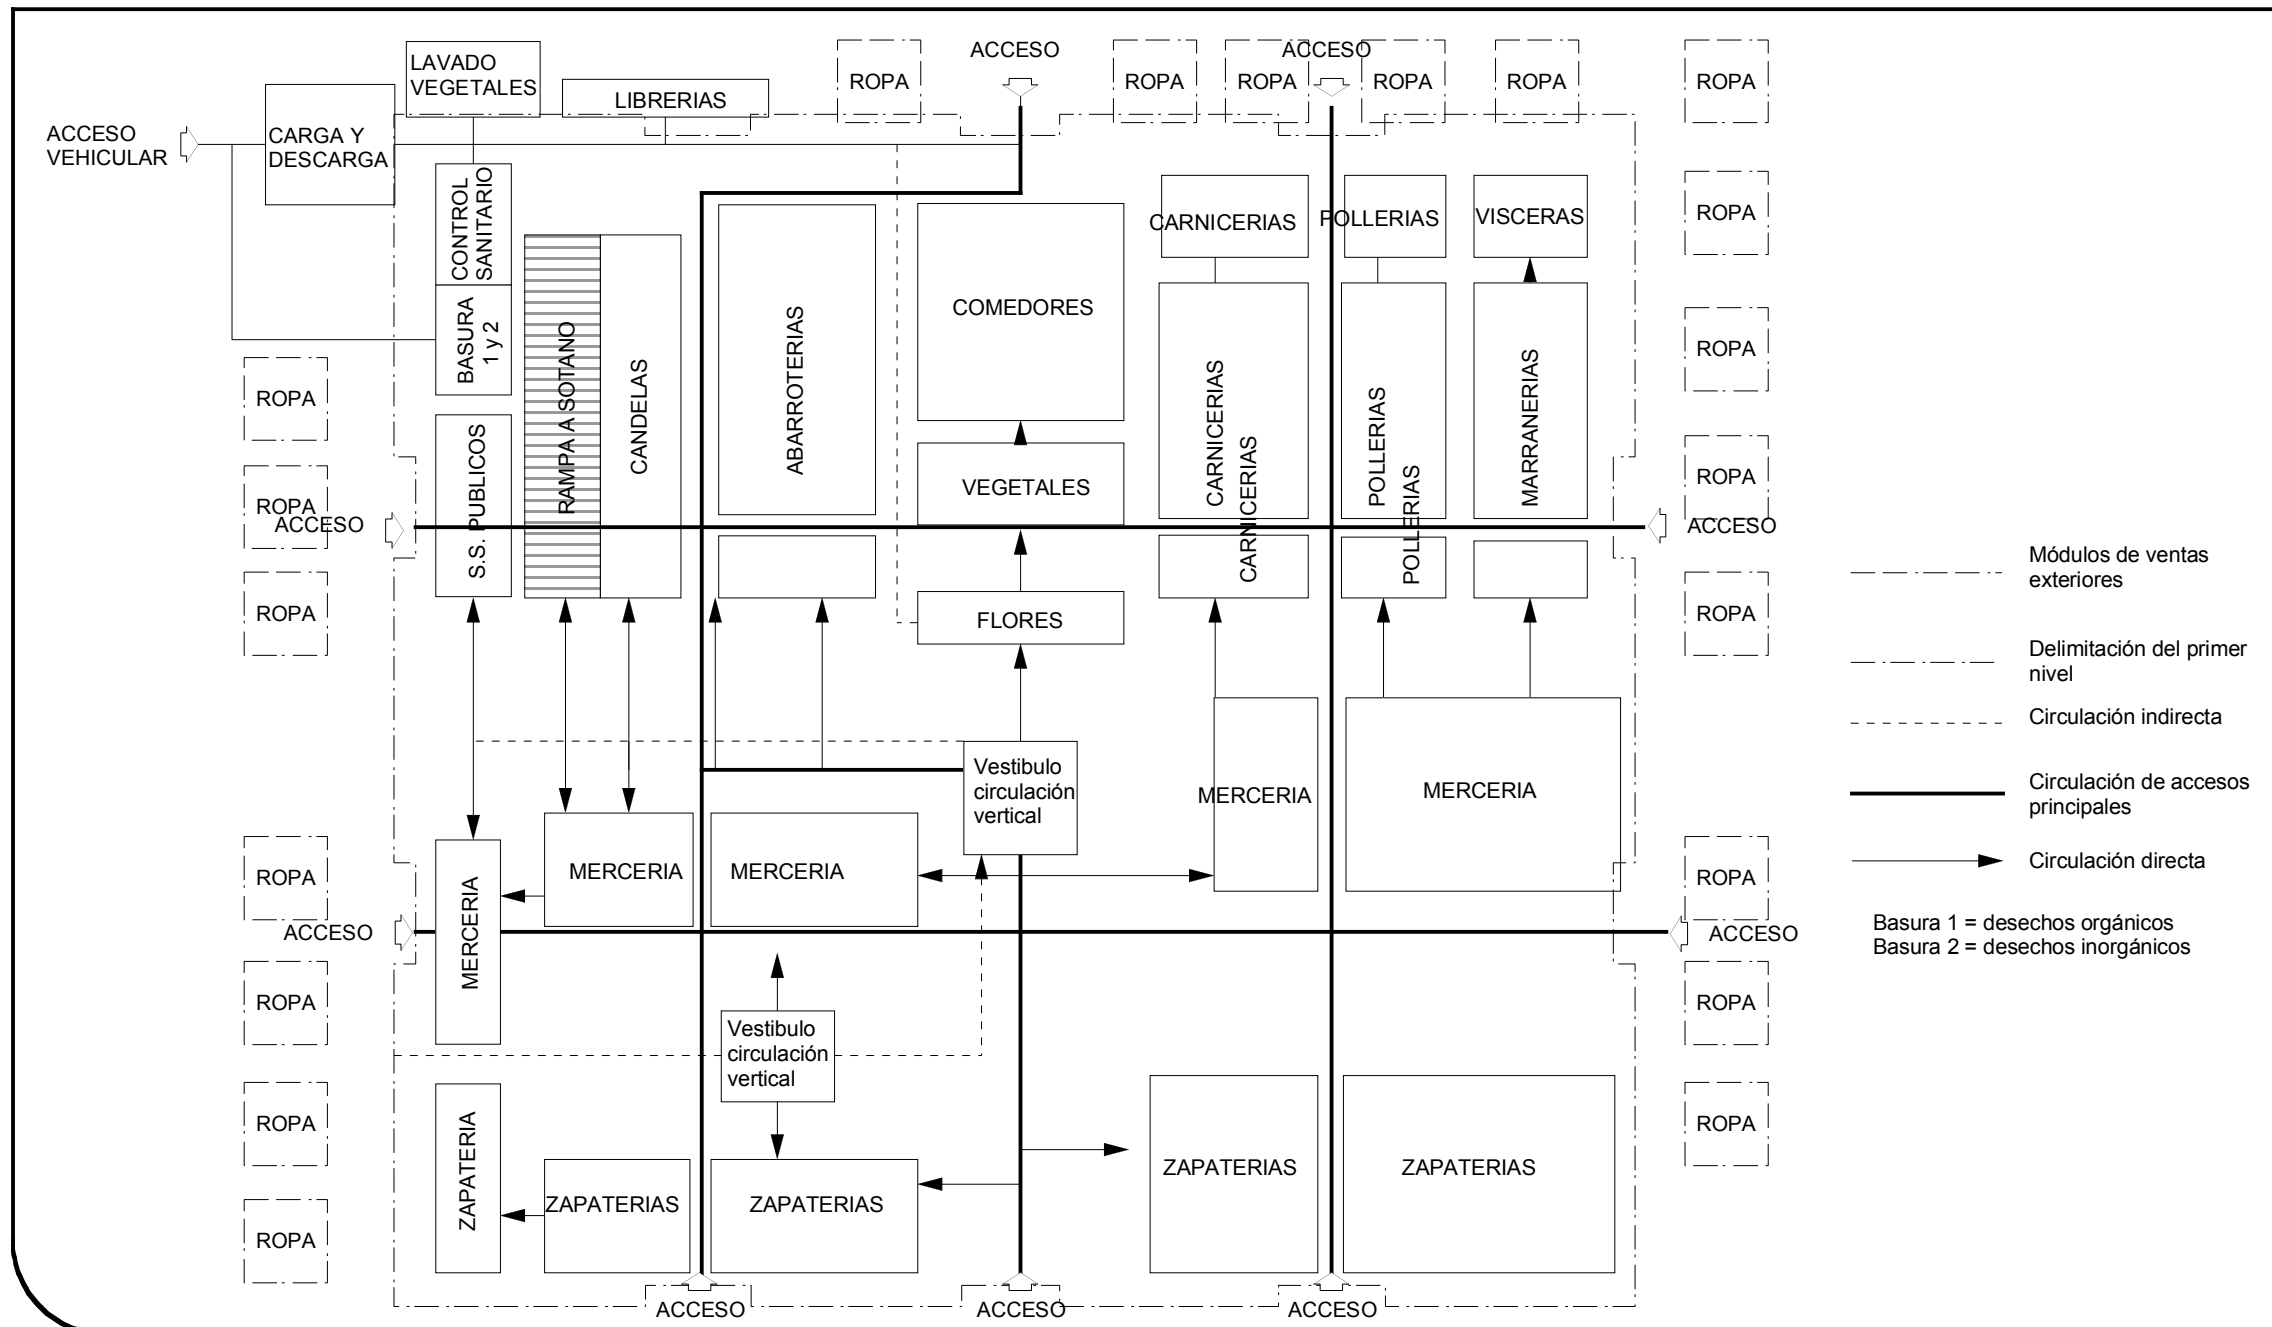 ACCESO
ACCESO
LAVADO
VEGETALES
ROPA
ROPA
ROPA
ROPA
ROPA
ROPA
LIBRERIAS
ACCESO
VEHICULAR
CARGA Y
DESCARGA
CONTROL
SANITARIO
CARNICERIAS
POLLERIAS
VISCERAS
ROPA
BASURA
1 y 2
RAMPA A SOTANO
CANDELAS
ABARROTERIAS
COMEDORES
CARNICERIAS
POLLERIAS
MARRANERIAS
ROPA
ROPA
S.S. PUBLICOS
VEGETALES
CARNICERIAS
POLLERIAS
ROPA
ROPA
ACCESO
ACCESO
ROPA
FLORES
ROPA
Módulos de ventas
exteriores
Delimitación del primer
nivel
Circulación indirecta
Circulación de accesos
principales
Circulación directa
Basura 1 = desechos orgánicos
Basura 2 = desechos inorgánicos
Vestibulo
circulación
vertical
MERCERIA
MERCERIA
ROPA
MERCERIA
MERCERIA
ROPA
ACCESO
MERCERIA
ACCESO
ROPA
ROPA
Vestibulo
circulación
vertical
ROPA
ZAPATERIA
ROPA
ZAPATERIAS
ZAPATERIAS
ZAPATERIAS
ZAPATERIAS
ROPA
ACCESO
ACCESO
ACCESO